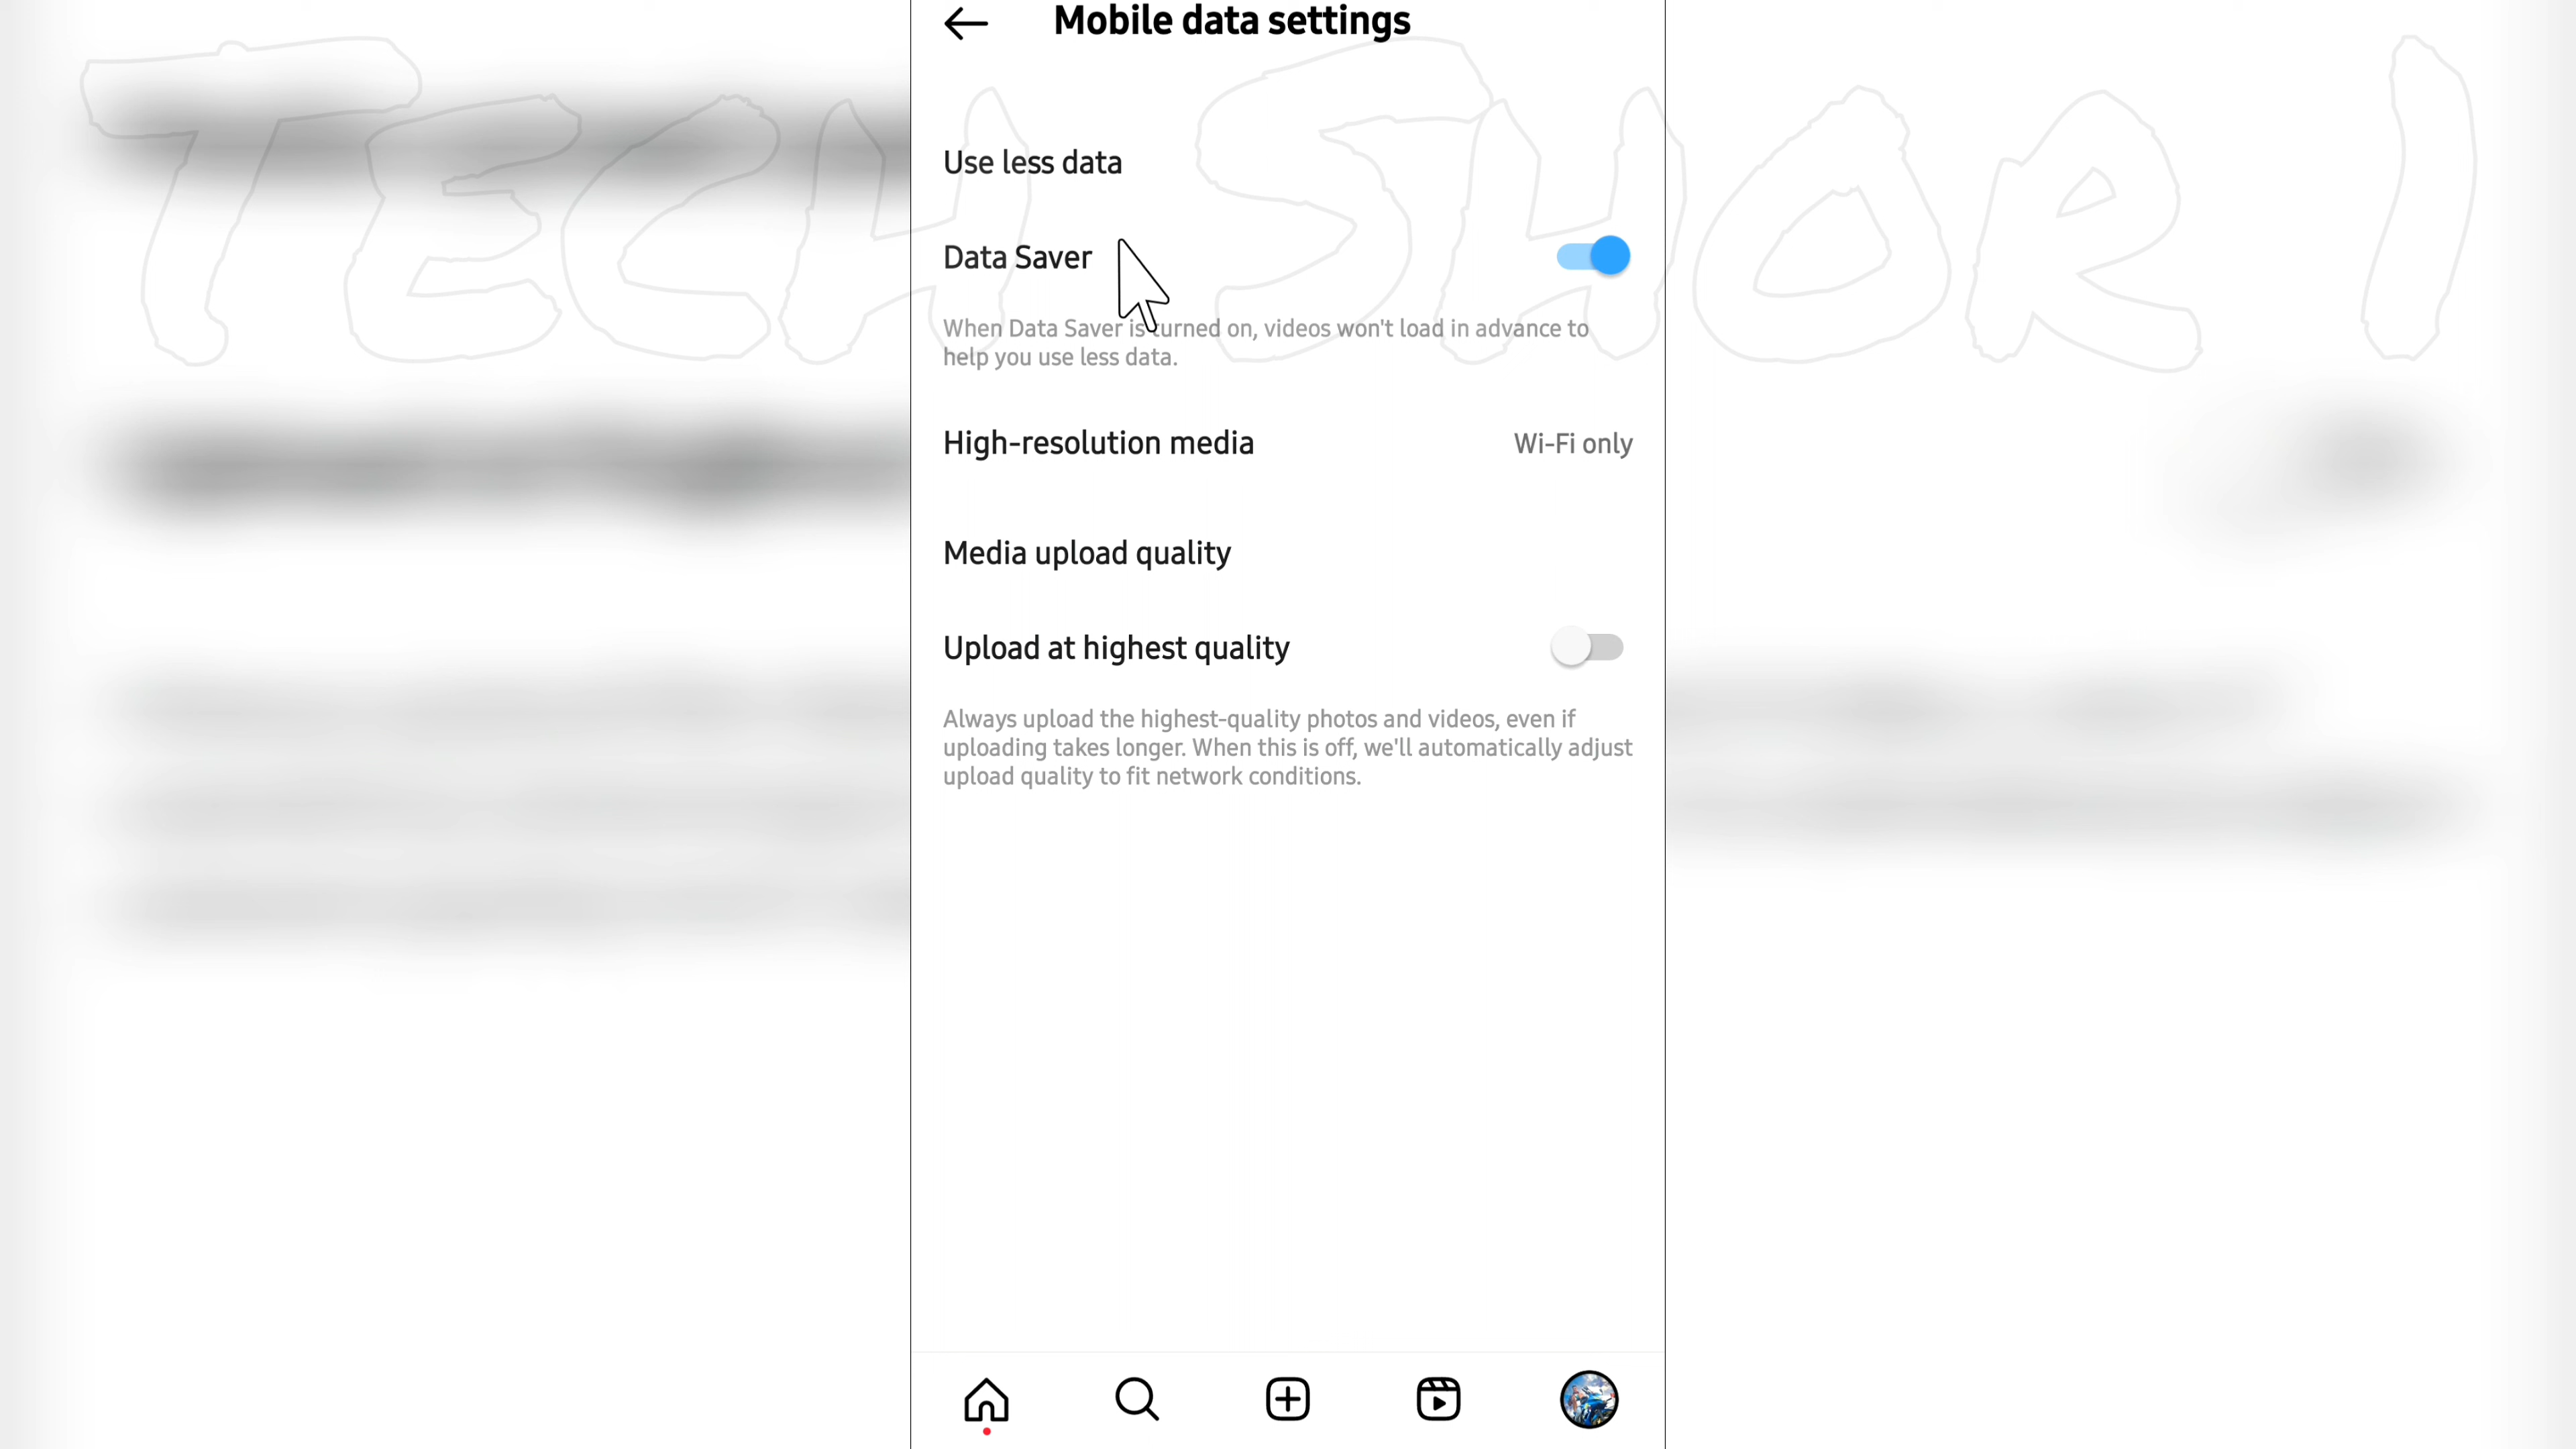 Mobile data settings
TECH SHOR I
Use less data
Data Saver
When Data Saver is turned on, videos won't load in advance to
help you use less data.
High-resolution media
Wi-Fi only
Media upload quality
Upload at highest quality
Always upload the highest-quality photos and videos, even if
uploading takes longer. When this is off, we'll automatically adjust
upload quality to fit network conditions.